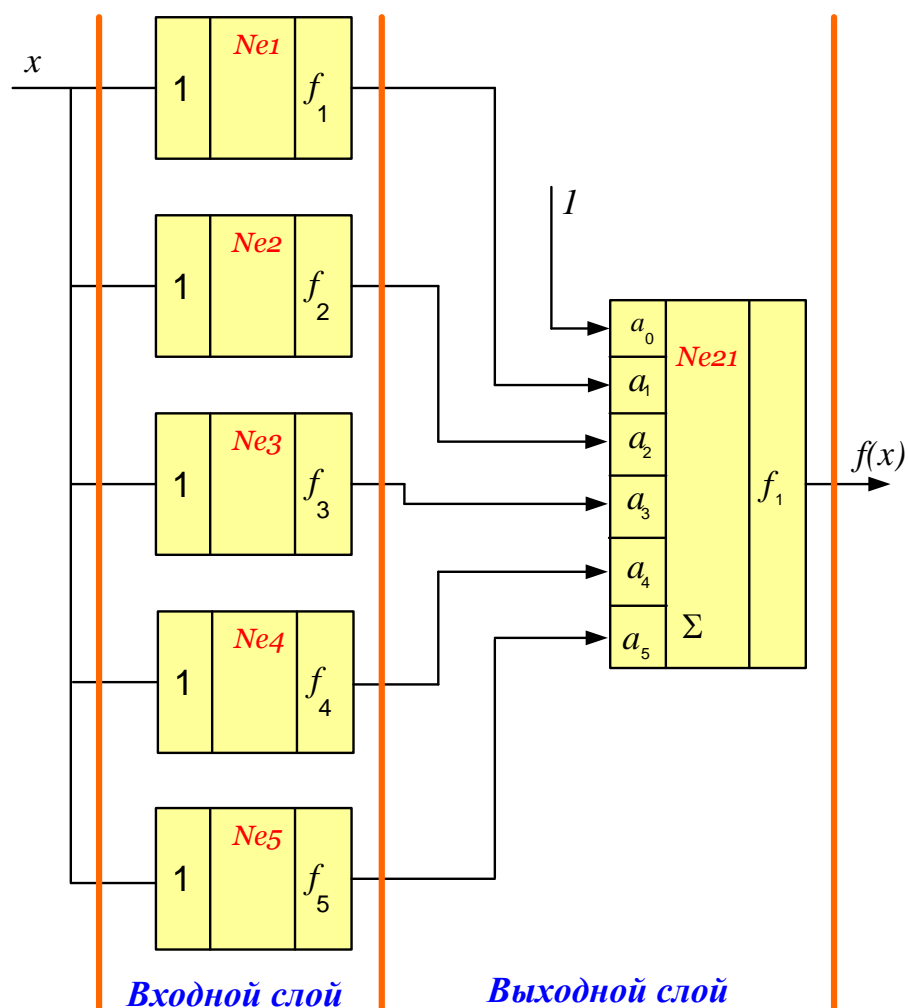 x
Ne1
1
f1
1
Ne2
1
f2
a0
Ne21
a1
Ne3
a2
f(x)
1
f3
a3
f1
a4
Ne4
a5
Σ
1
f4
Ne5
1
f5
Входной слой
Выходной слой